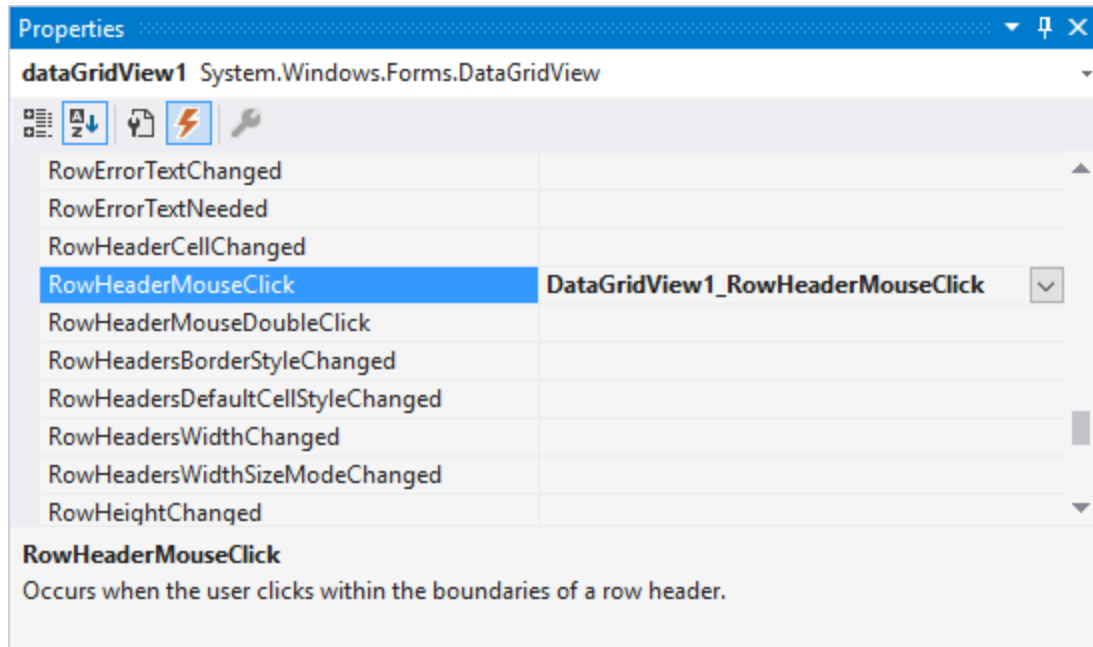 Properties
dataGridView1 System.Windows.Forms.DataGridView
RowErrorTextChanged
RowErrorTextNeeded
RowHeaderCellChanged
RowHeaderMouseClick DataGridView1_RowHeaderMouseClick
RowHeaderMouseDoubleClick
RowHeadersBorderStyleChanged
RowHeadersDefaultCellStyleChanged
RowHeadersWidthChanged
RowHeadersWidthSizeModeChanged
RowHeightChanged
RowHeaderMouseClick
Occurs when the user clicks within the boundaries of a row header.